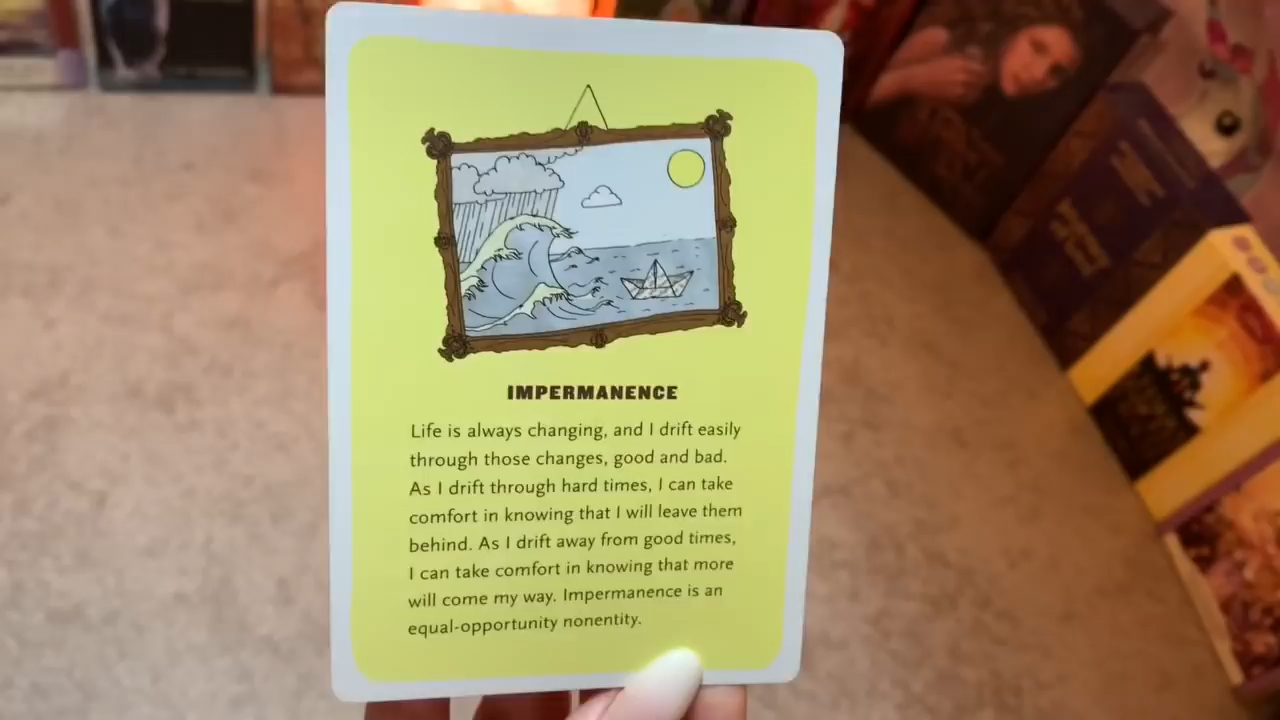 IMPERMANENCE
Life is always changing, and I drift easily
through those changes, good and bad.
As I drift through hard times, I can take
comfort in knowing that I will leave them
behind. As I drift away from good times,
I can take comfort in knowing that more
will come my way. Impermanence is an
equal-opportunity nonentity.